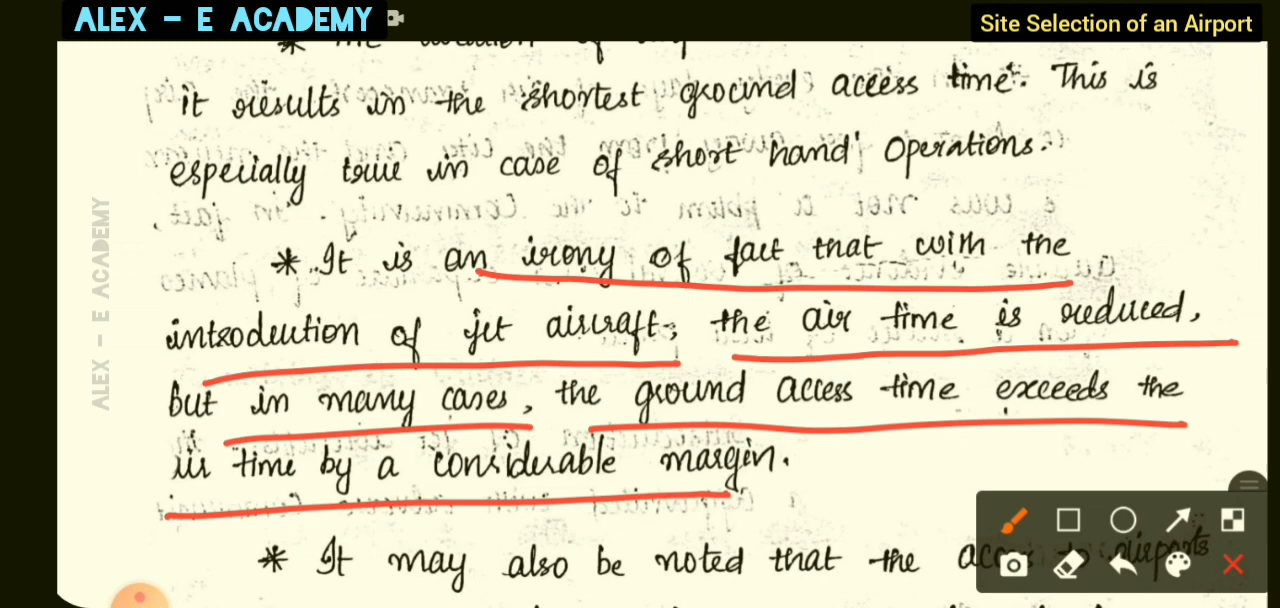 ALEX – E ACADEMY
Site Selection of an Airport
it results in the shortest ground access time. This is
especially true in case of short hand operations.
* It is an irony of fact that with the
introduction of jet aircraft, the air time is reduced,
but in many cases, the ground access time exceeds the
air time by a considerable margin.
* It may also be noted that the airports
ALEX – E ACADEMY